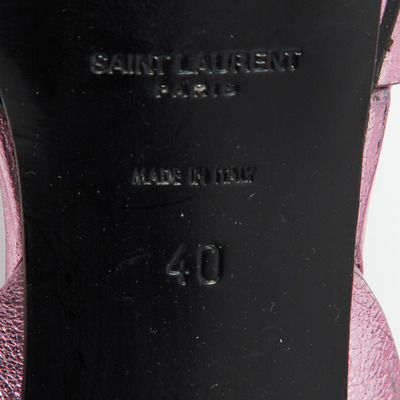 SAINT LAURENT
PARIS
MADE IN ITALY
40